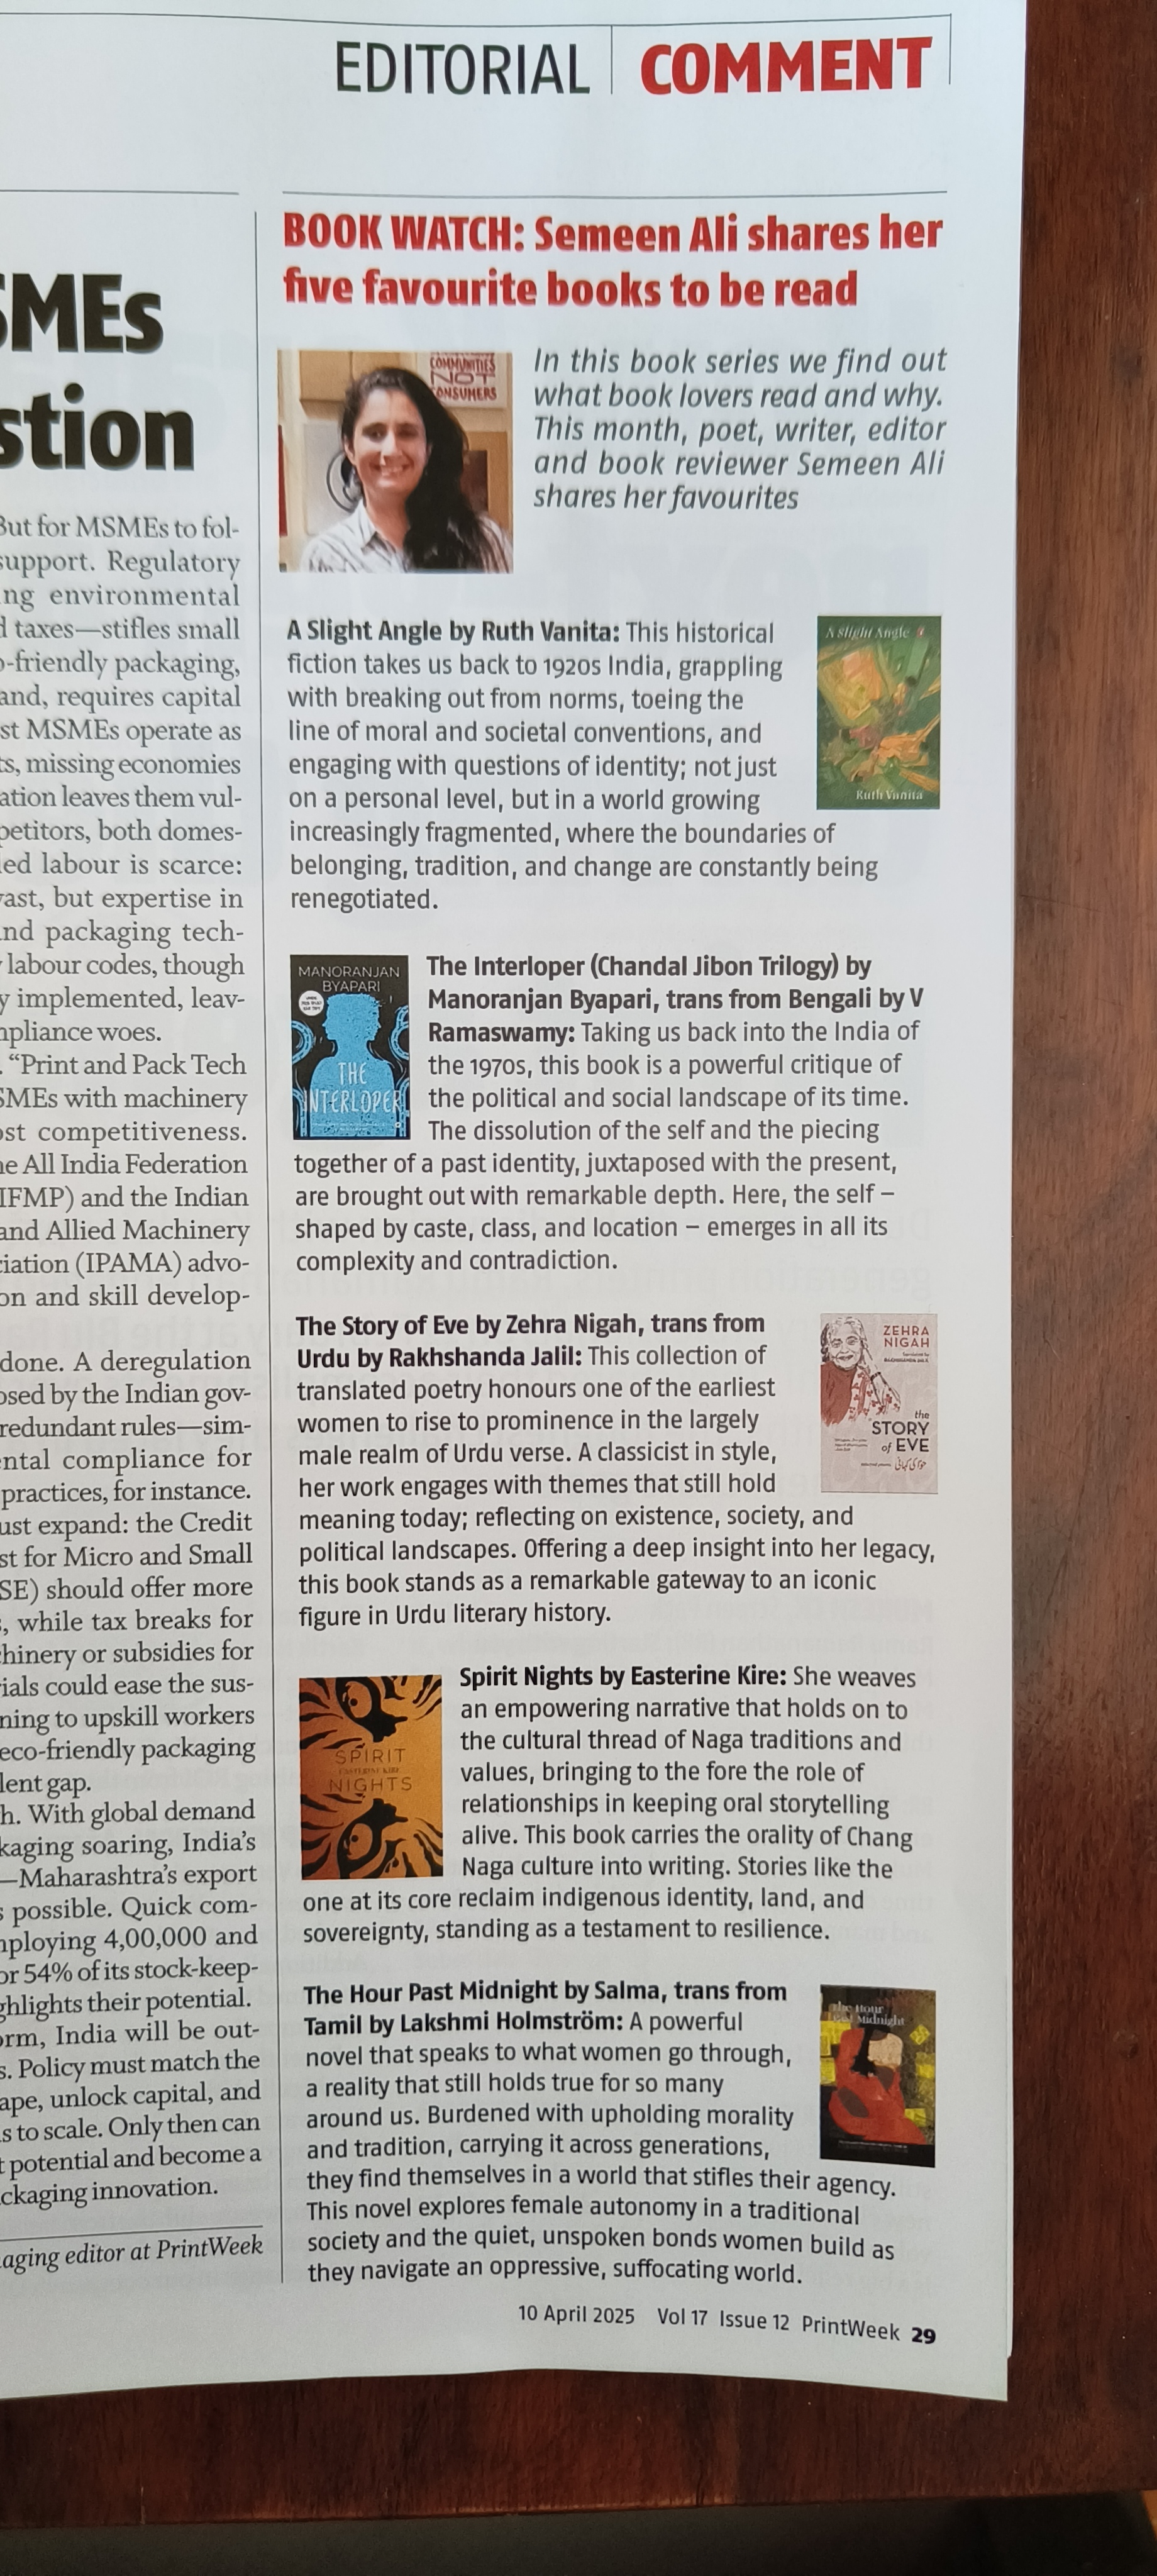 EDITORIAL
COMMENT
SMEs
stion
But for MSMEs to fol-
support. Regulatory
ng environmental
d taxes—stifles small
o-friendly packaging,
and, requires capital
st MSMEs operate as
ts, missing economies
ation leaves them vul-
petitors, both domes-
led labour is scarce:
vast, but expertise in
and packaging tech-
labour codes, though
y implemented, leav-
mpliance woes.
. “Print and Pack Tech
SMEs with machinery
ost competitiveness.
he All India Federation
IFMP) and the Indian
and Allied Machinery
ciation (IPAMA) advo-
on and skill develop-
done. A deregulation
osed by the Indian gov-
redundant rules—sim-
ental compliance for
practices, for instance.
ust expand: the Credit
st for Micro and Small
SE) should offer more
, while tax breaks for
chinery or subsidies for
ials could ease the sus-
ning to upskill workers
eco-friendly packaging
lent gap.
h. With global demand
kaging soaring, India’s
—Maharashtra’s export
s possible. Quick com-
mploying 4,00,000 and
or 54% of its stock-keep-
ghlights their potential.
orm, India will be out-
s. Policy must match the
ape, unlock capital, and
s to scale. Only then can
t potential and become a
ckaging innovation.
aging editor at PrintWeek
BOOK WATCH: Semeen Ali shares her
five favourite books to be read
COMMUNITIES
NOT
CONSUMERS
In this book series we find out
what book lovers read and why.
This month, poet, writer, editor
and book reviewer Semeen Ali
shares her favourites
A Slight Angle by Ruth Vanita: This historical
fiction takes us back to 1920s India, grappling
with breaking out from norms, toeing the
line of moral and societal conventions, and
engaging with questions of identity; not just
on a personal level, but in a world growing
increasingly fragmented, where the boundaries of
belonging, tradition, and change are constantly being
renegotiated.
A Slight Angle
Ruth Vanita
MANORANJAN
BYAPARI
THE
INTERLOPER
The Interloper (Chandal Jibon Trilogy) by
Manoranjan Byapari, trans from Bengali by V
Ramaswamy: Taking us back into the India of
the 1970s, this book is a powerful critique of
the political and social landscape of its time.
The dissolution of the self and the piecing
together of a past identity, juxtaposed with the present,
are brought out with remarkable depth. Here, the self –
shaped by caste, class, and location – emerges in all its
complexity and contradiction.
The Story of Eve by Zehra Nigah, trans from
Urdu by Rakhshanda Jalil: This collection of
translated poetry honours one of the earliest
women to rise to prominence in the largely
male realm of Urdu verse. A classicist in style,
her work engages with themes that still hold
meaning today; reflecting on existence, society, and
political landscapes. Offering a deep insight into her legacy,
this book stands as a remarkable gateway to an iconic
figure in Urdu literary history.
ZEHRA
NIGAH
the
STORY
of EVE
SPIRIT
EASTERINE KIRE
NIGHTS
Spirit Nights by Easterine Kire: She weaves
an empowering narrative that holds on to
the cultural thread of Naga traditions and
values, bringing to the fore the role of
relationships in keeping oral storytelling
alive. This book carries the orality of Chang
Naga culture into writing. Stories like the
one at its core reclaim indigenous identity, land, and
sovereignty, standing as a testament to resilience.
The Hour Past Midnight by Salma, trans from
Tamil by Lakshmi Holmström: A powerful
novel that speaks to what women go through,
a reality that still holds true for so many
around us. Burdened with upholding morality
and tradition, carrying it across generations,
they find themselves in a world that stifles their agency.
This novel explores female autonomy in a traditional
society and the quiet, unspoken bonds women build as
they navigate an oppressive, suffocating world.
The Hour
Past Midnight
10 April 2025 Vol 17 Issue 12 PrintWeek 29